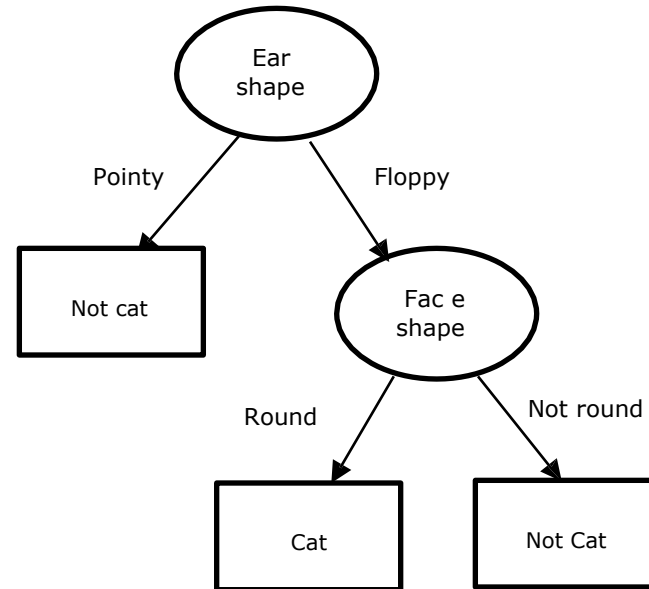 Ear
shape
Pointy
Floppy
Not cat
Fac e
shape
Round
Not round
Cat
Not Cat